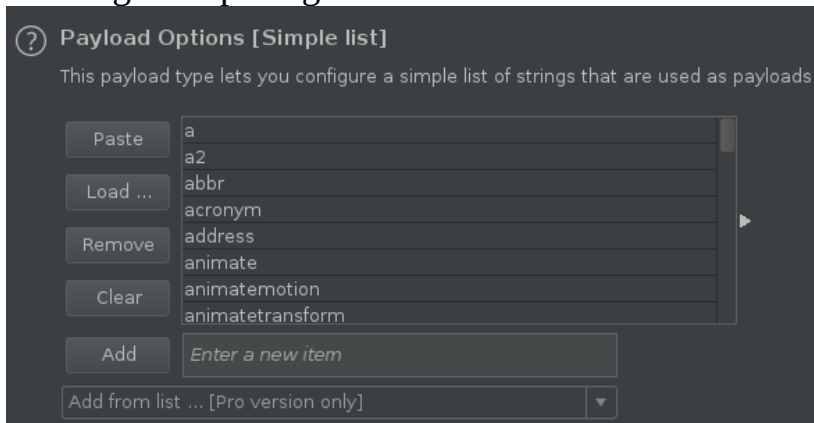 Payload Options [Simple list]
This payload type lets you configure a simple list of strings that are used as payloads
Paste
Load ...
Remove
Clear
Add
a
a2
abbr
acronym
address
animate
animatemotion
animatetransform
Enter a new item
Add from list ... [Pro version only]